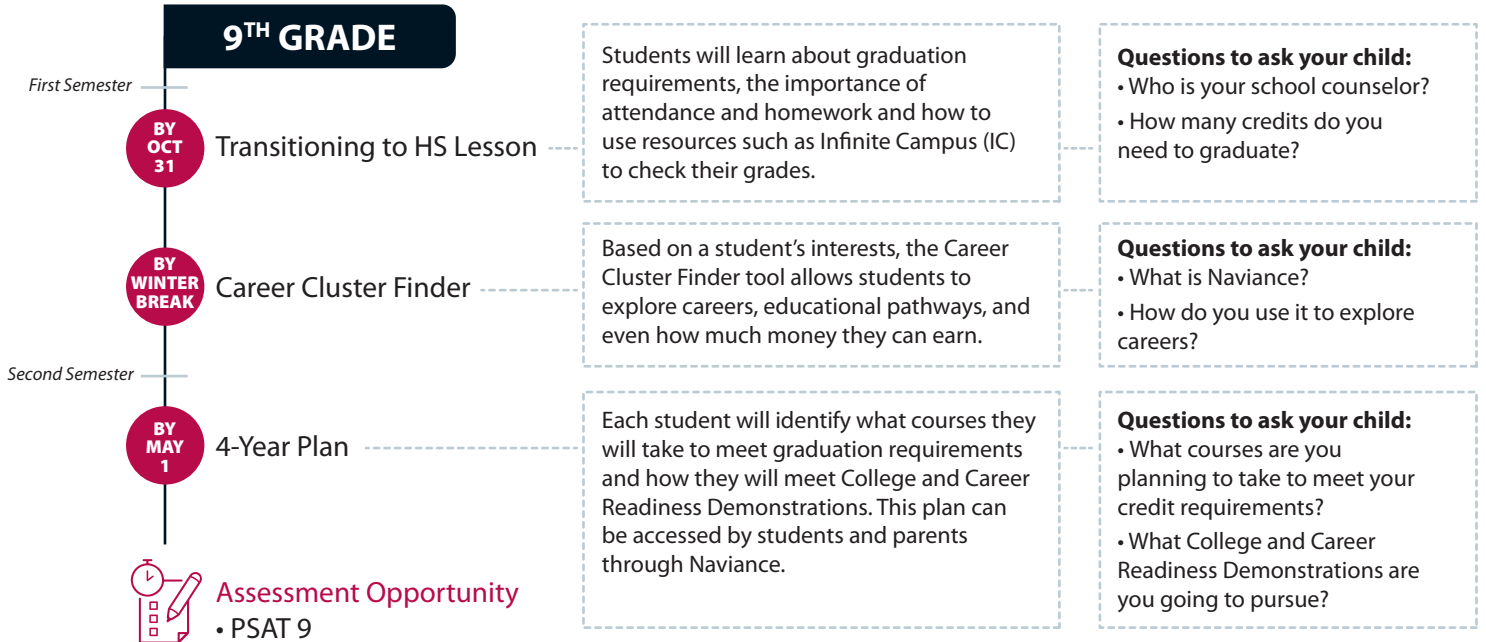 9TH GRADE
First Semester
BY
OCT
31
Transitioning to HS Lesson
Students will learn about graduation
requirements, the importance of
attendance and homework and how to
use resources such as Infinite Campus (IC)
to check their grades.
Questions to ask your child:
• Who is your school counselor?
• How many credits do you
need to graduate?
BY
WINTER
BREAK
Career Cluster Finder
Based on a student’s interests, the Career
Cluster Finder tool allows students to
explore careers, educational pathways, and
even how much money they can earn.
Questions to ask your child:
• What is Naviance?
• How do you use it to explore
careers?
Second Semester
BY
MAY
1
4-Year Plan
Each student will identify what courses they
will take to meet graduation requirements
and how they will meet College and Career
Readiness Demonstrations. This plan can
be accessed by students and parents
through Naviance.
Questions to ask your child:
• What courses are you
planning to take to meet your
credit requirements?
• What College and Career
Readiness Demonstrations are
you going to pursue?
Assessment Opportunity
• PSAT 9